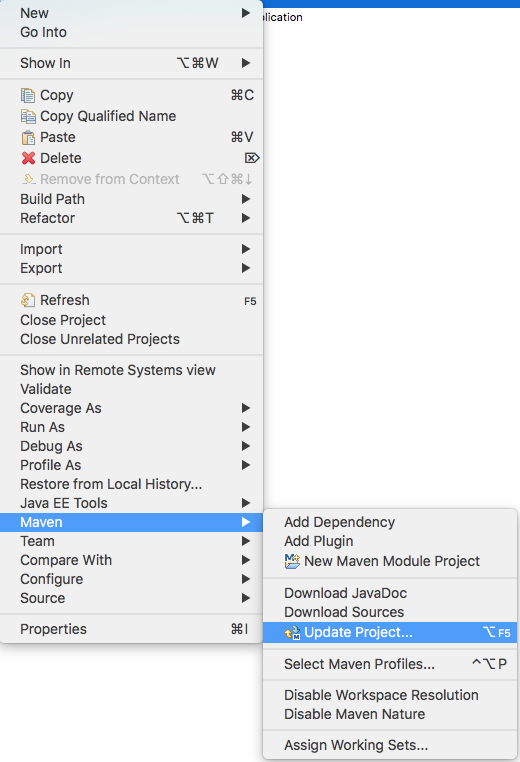 New
olication
Go Into
Show In ⌥⌘W
Copy ⌘C
Copy Qualified Name
Paste ⌘V
Delete ⌦
Remove from Context ⌥⇧⌘↓
Build Path
Refactor ⌥⌘T
Import
Export
Refresh F5
Close Project
Close Unrelated Projects
Show in Remote Systems view
Validate
Coverage As
Run As
Debug As
Profile As
Restore from Local History...
Java EE Tools
Maven
Team
Compare With
Configure
Source
Properties ⌘I
Add Dependency
Add Plugin
New Maven Module Project
Download JavaDoc
Download Sources
Update Project... ⌥F5
Select Maven Profiles... ^⌥P
Disable Workspace Resolution
Disable Maven Nature
Assign Working Sets...